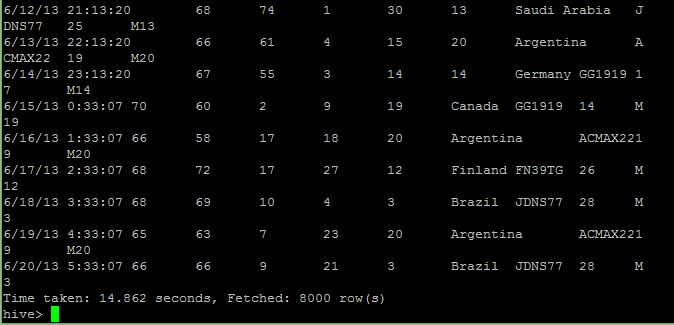 6/12/13 21:13:20 68 74 1 30 13 Saudi Arabia J
DNS77 25 M13
6/13/13 22:13:20 66 61 4 15 20 Argentina A
CMAX22 19 M20
6/14/13 23:13:20 67 55 3 14 14 Germany GG1919 1
7 M14
6/15/13 0:33:07 70 60 2 9 19 Canada GG1919 14 M
19
6/16/13 1:33:07 66 58 17 18 20 Argentina ACMAX221
9 M20
6/17/13 2:33:07 68 72 17 27 12 Finland FN39TG 26 M
12
6/18/13 3:33:07 68 69 10 4 3 Brazil JDNS77 28 M
3
6/19/13 4:33:07 65 63 7 23 20 Argentina ACMAX221
9 M20
6/20/13 5:33:07 66 66 9 21 3 Brazil JDNS77 28 M
3
Time taken: 14.862 seconds, Fetched: 8000 row(s)
hive>